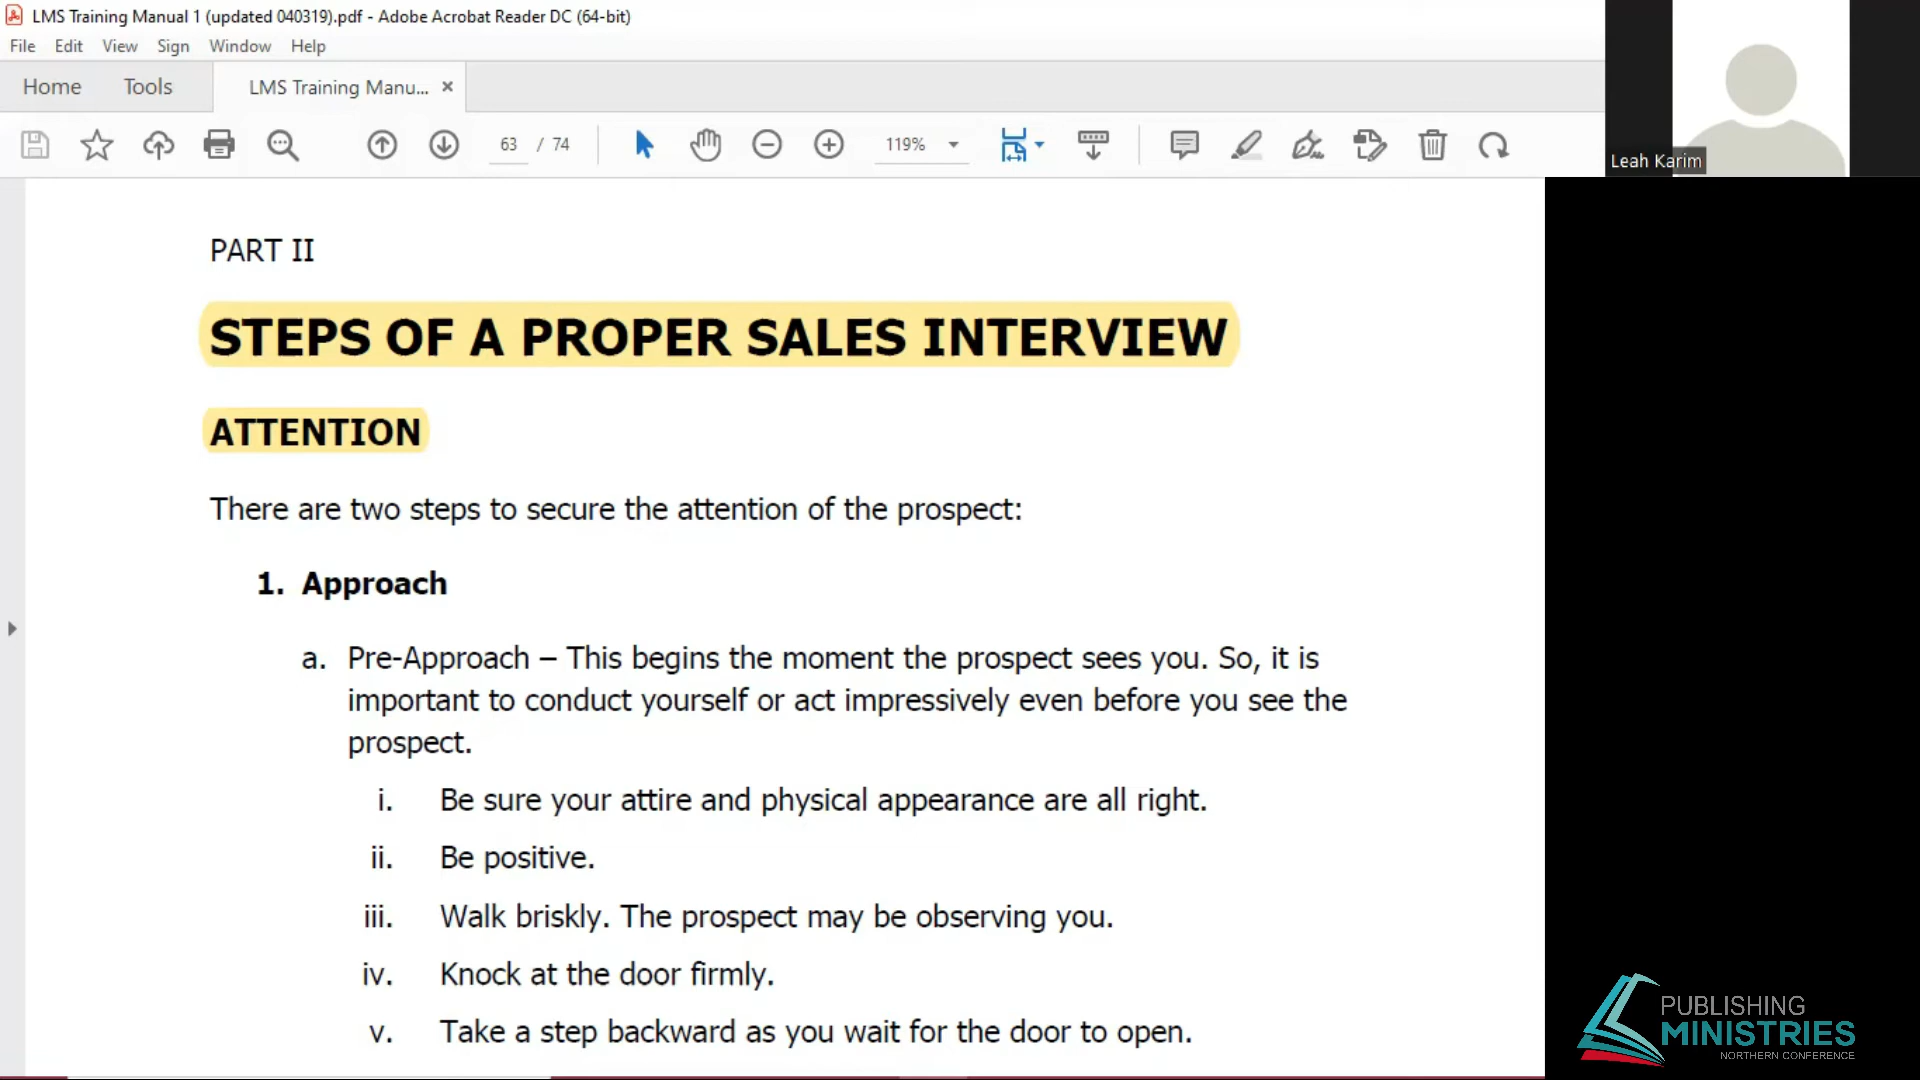 LMS Training Manual 1 (updated 040319).pdf - Adobe Acrobat Reader DC (64-bit)
File Edit View Sign Window Help
Home Tools LMS Training Manu... ×
63 / 74 119%
Leah Karim
PART II
STEPS OF A PROPER SALES INTERVIEW
ATTENTION
There are two steps to secure the attention of the prospect:
1. Approach
a. Pre-Approach – This begins the moment the prospect sees you. So, it is
important to conduct yourself or act impressively even before you see the
prospect.
i. Be sure your attire and physical appearance are all right.
ii. Be positive.
iii. Walk briskly. The prospect may be observing you.
iv. Knock at the door firmly.
v. Take a step backward as you wait for the door to open.
PUBLISHING
MINISTRIES
NORTHERN CONFERENCE